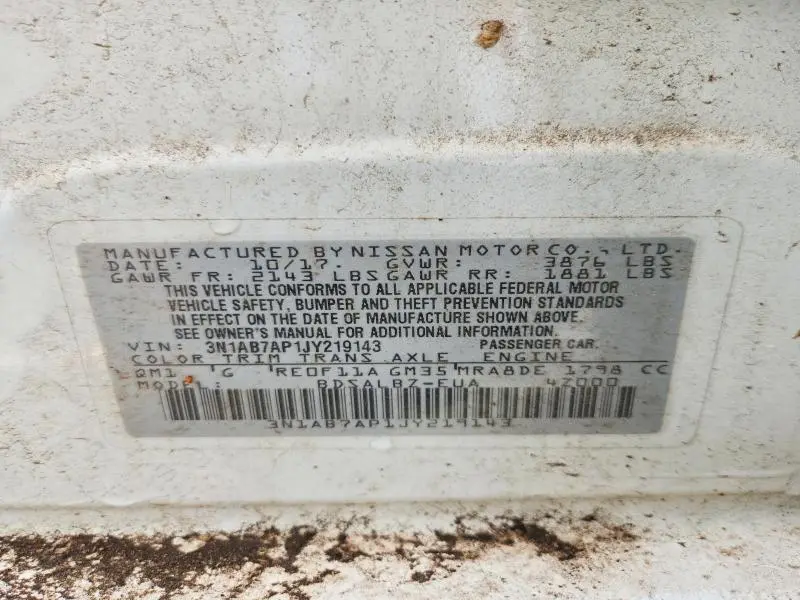 MANUFACTURED BY NISSAN MOTOR CO., LTD.
DATE: 10/17. GVWR: 3876 LBS
GAWR FR: 2143 LBS GAWR RR: 1881 LBS
THIS VEHICLE CONFORMS TO ALL APPLICABLE FEDERAL MOTOR
VEHICLE SAFETY, BUMPER AND THEFT PREVENTION STANDARDS
IN EFFECT ON THE DATE OF MANUFACTURE SHOWN ABOVE.
SEE OWNER'S MANUAL FOR ADDITIONAL INFORMATION.
VIN: 3N1AB7AP1JY219143 PASSENGER CAR.
COLOR TRIM TRANS AXLE ENGINE
QM1 G RE0F11A GM35 MRA8DE 1798 CC
MODEL: BDSALBZ-EUA 4Z000
3N1AB7AP1JY219143